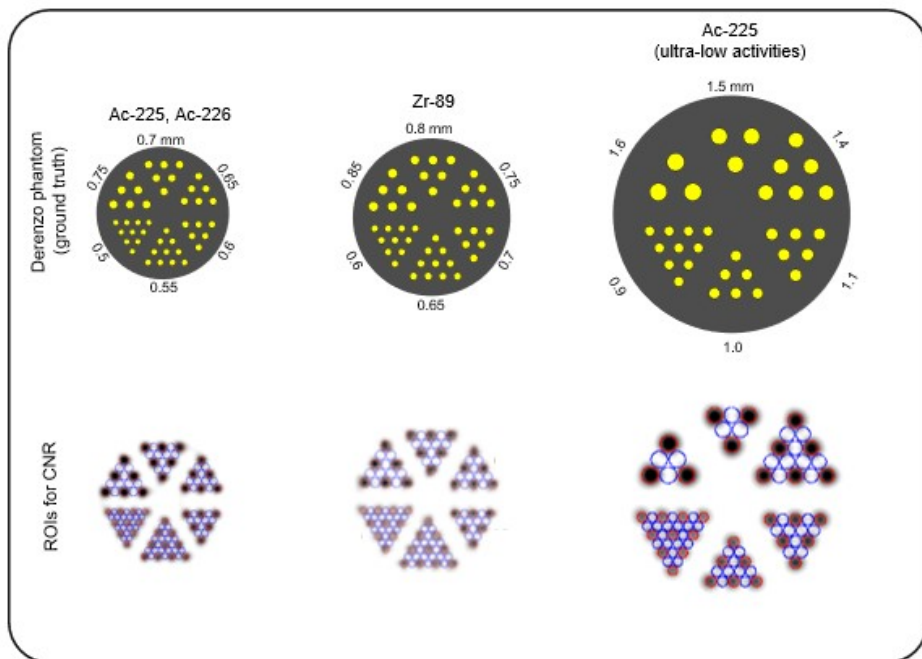 Ac-225
(ultra-low activities)
Ac-225, Ac-226
Zr-89
1.5 mm
0.7 mm
0.8 mm
0.75
0.65
0.85
0.75
1.6
1.4
Derenzo phantom
(ground truth)
0.5
0.6
0.6
0.7
0.9
1.1
0.55
0.65
1.0
ROIs for CNR